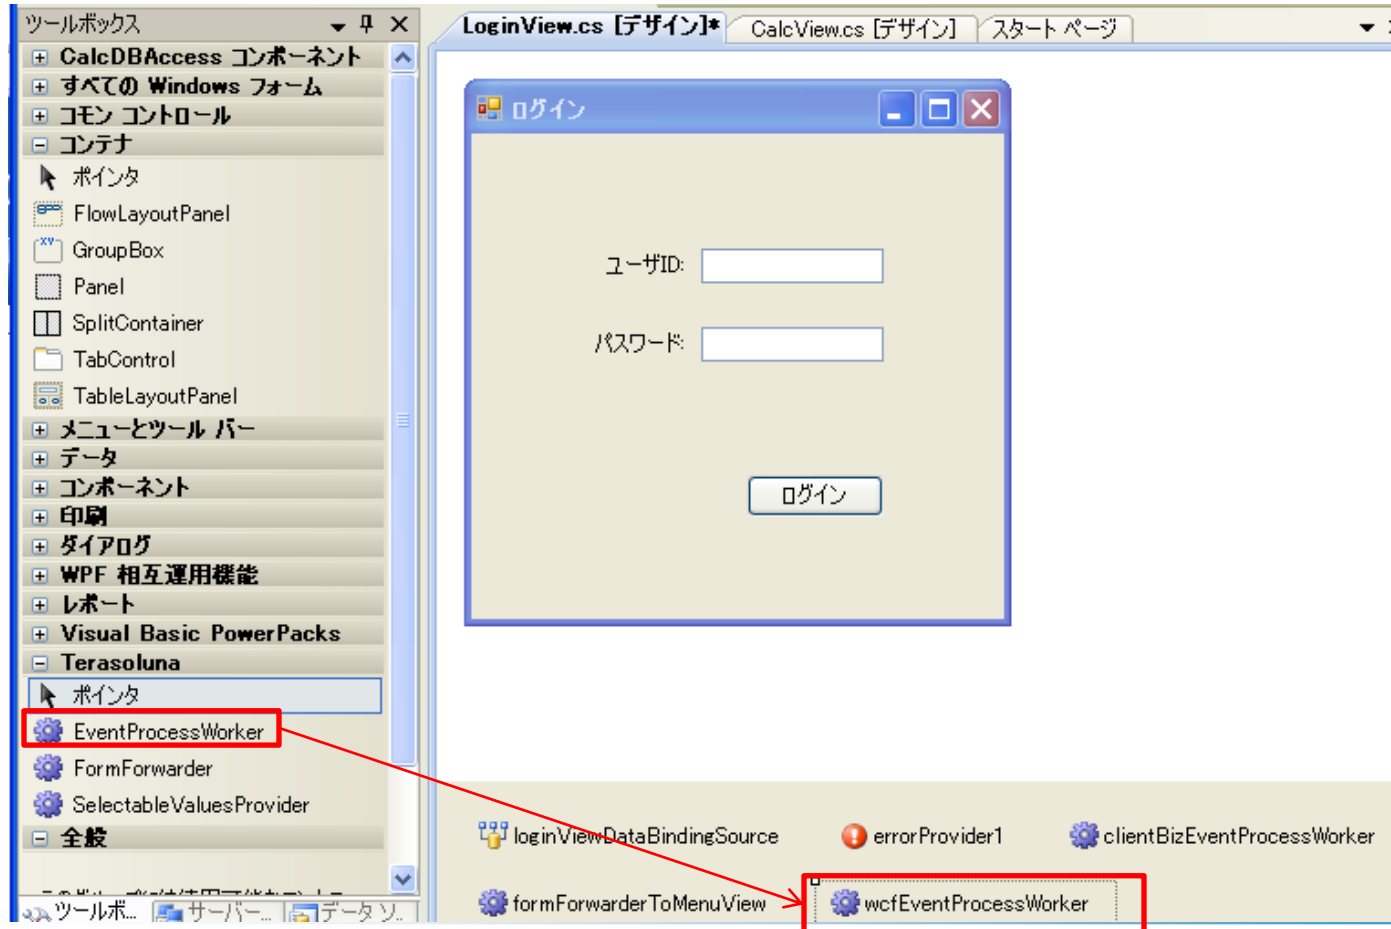 ツールボックス
LoginView.cs [デザイン]*
CalcView.cs [デザイン]
スタート ページ
CalcDBAccess コンポーネント
すべての Windows フォーム
コモン コントロール
コンテナ
ポインタ
FlowLayoutPanel
GroupBox
Panel
SplitContainer
TabControl
TableLayoutPanel
メニューとツール バー
データ
コンポーネント
印刷
ダイアログ
WPF 相互運用機能
レポート
Visual Basic PowerPacks
Terasoluna
ポインタ
EventProcessWorker
FormForwarder
SelectableValuesProvider
全般
ツールボ...
サーバー...
データ ソ...
ログイン
ユーザID:
パスワード:
ログイン
loginViewDataBindingSource
errorProvider1
clientBizEventProcessWorker
formForwarderToMenuView
wcfEventProcessWorker